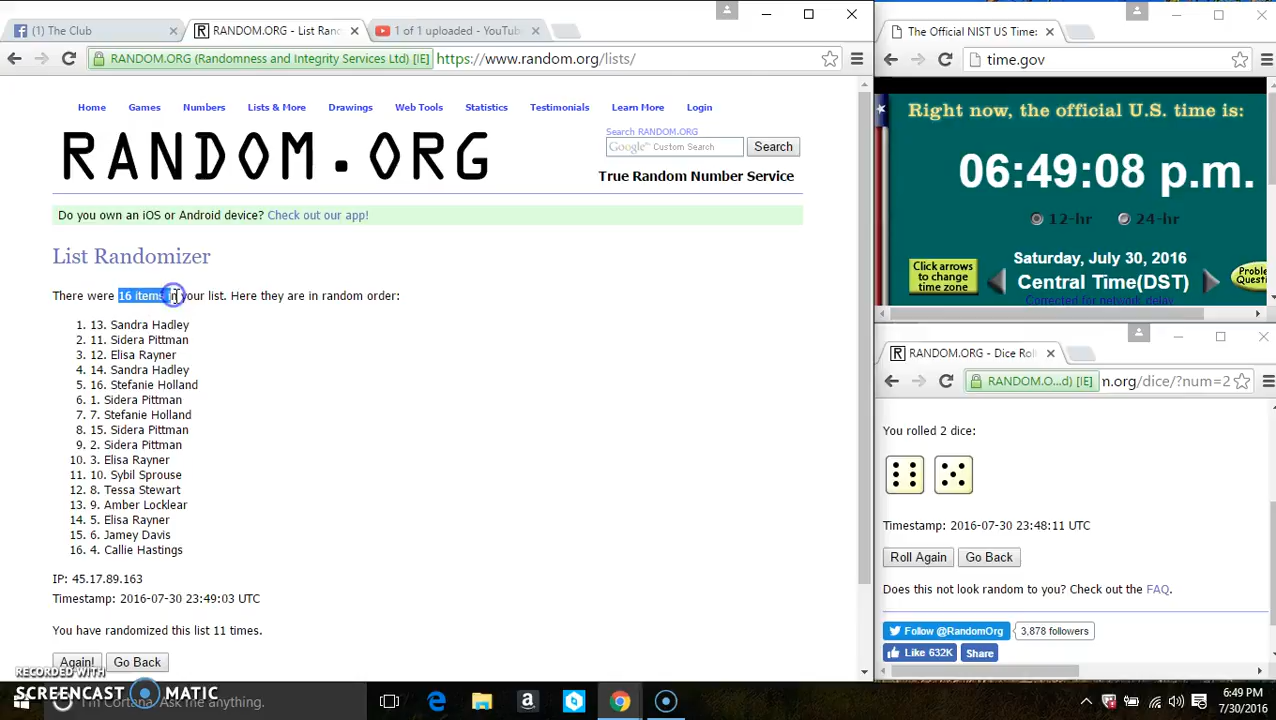 (1) The Club
RANDOM.ORG - List Ran
1 of 1 uploaded - YouTub
RANDOM.ORG (Randomness and Integrity Services Ltd) [IE]
https://www.random.org/lists/
Home Games Numbers Lists & More Drawings Web Tools Statistics Testimonials Learn More Login
RANDOM.ORG
Search RANDOM.ORG
Google Custom Search
Search
True Random Number Service
Do you own an iOS or Android device? Check out our app!
List Randomizer
There were 16 items in your list. Here they are in random order:
1. 13. Sandra Hadley
2. 11. Sidera Pittman
3. 12. Elisa Rayner
4. 14. Sandra Hadley
5. 16. Stefanie Holland
6. 1. Sidera Pittman
7. 7. Stefanie Holland
8. 15. Sidera Pittman
9. 2. Sidera Pittman
10. 3. Elisa Rayner
11. 10. Sybil Sprouse
12. 8. Tessa Stewart
13. 9. Amber Locklear
14. 5. Elisa Rayner
15. 6. Jamey Davis
16. 4. Callie Hastings
IP: 45.17.89.163
Timestamp: 2016-07-30 23:49:03 UTC
You have randomized this list 11 times.
Again! Go Back
RECORDED WITH
SCREENCAST MATIC
I'm Cortana. Ask me anything.
The Official NIST US Time:
time.gov
Right now, the official U.S. time is:
06:49:08 p.m.
12-hr 24-hr
Click arrows
to change
time zone
Saturday, July 30, 2016
Central Time(DST)
Corrected for network delay
Proble
Questio
RANDOM.ORG - Dice Roll
RANDOM.O...d) [IE]
m.org/dice/?num=2
You rolled 2 dice:
Timestamp: 2016-07-30 23:48:11 UTC
Roll Again Go Back
Does this not look random to you? Check out the FAQ.
Follow @RandomOrg
3,878 followers
Like 632K
Share
6:49 PM
7/30/2016